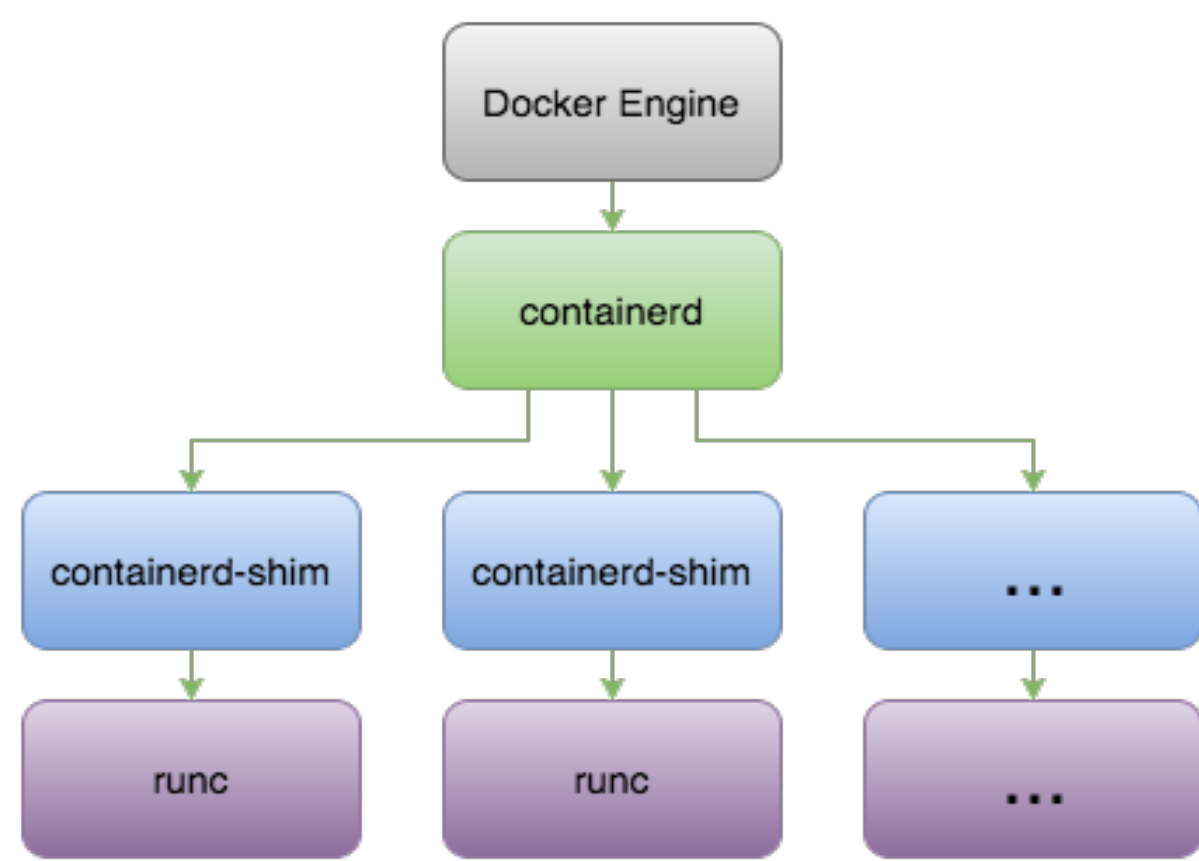 Docker Engine
containerd
containerd-shim
containerd-shim
...
runc
runc
...